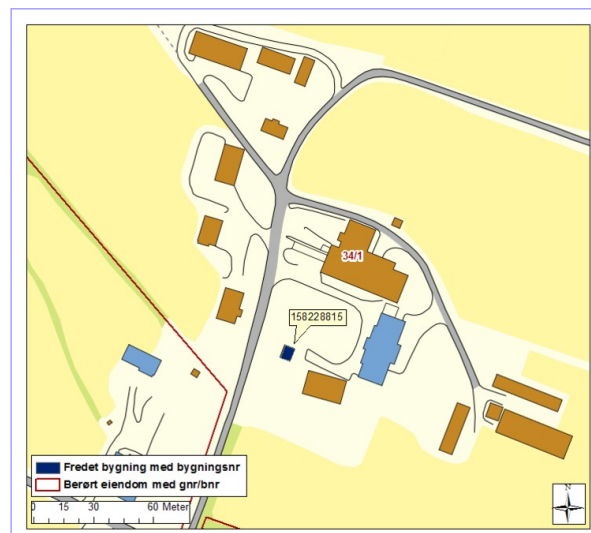 34/1
158228815
Fredet bygning med bygningsnr
Berørt eiendom med gnr/bnr
0 15 30 60 Meter
N